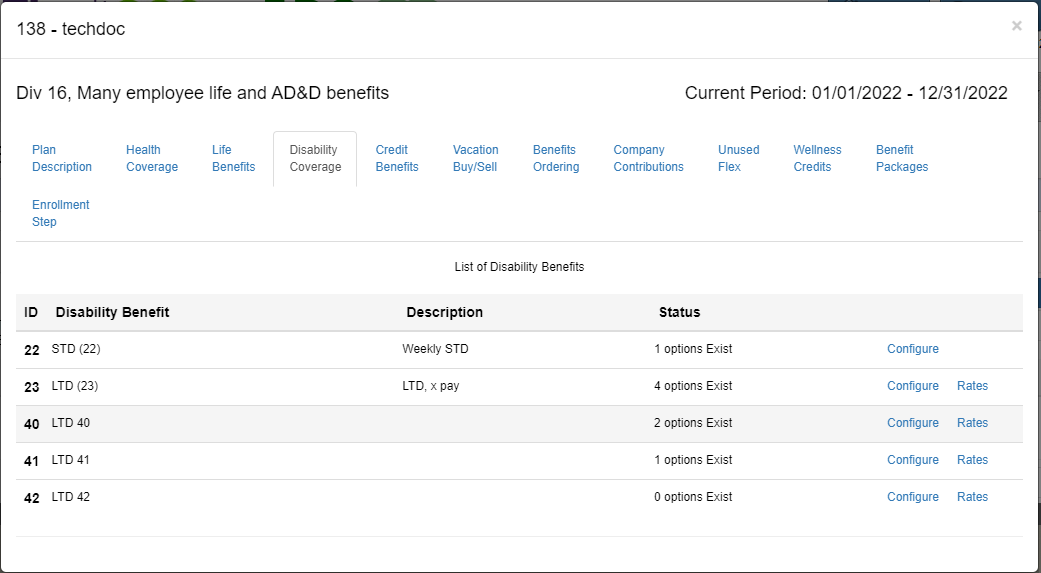 138 - techdoc
×
Div 16, Many employee life and AD&D benefits
Current Period: 01/01/2022 - 12/31/2022
Plan Description
Health Coverage
Life Benefits
Disability Coverage
Credit Benefits
Vacation Buy/Sell
Benefits Ordering
Company Contributions
Unused Flex
Wellness Credits
Benefit Packages
Enrollment Step
List of Disability Benefits
ID Disability Benefit Description Status
22 STD (22) Weekly STD 1 options Exist Configure
23 LTD (23) LTD, x pay 4 options Exist Configure Rates
40 LTD 40 2 options Exist Configure Rates
41 LTD 41 1 options Exist Configure Rates
42 LTD 42 0 options Exist Configure Rates